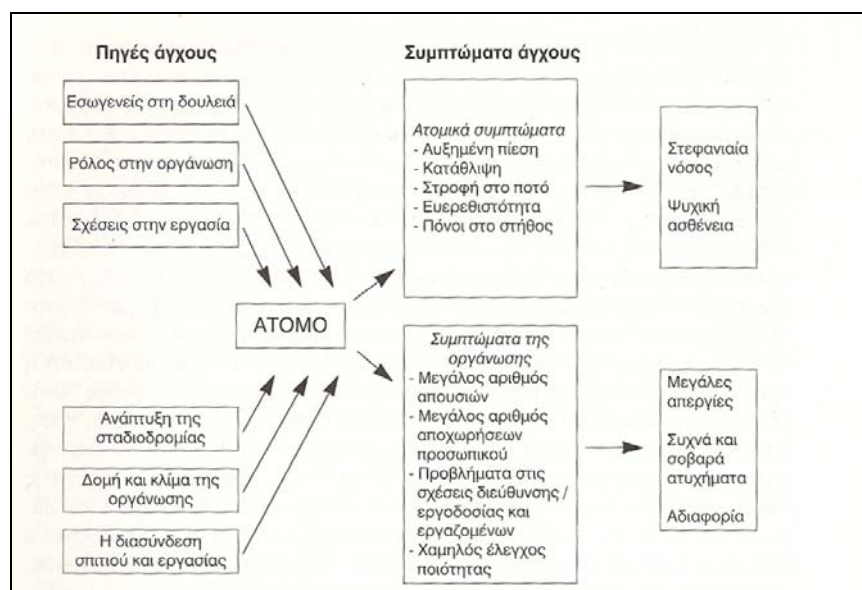 Πηγές άγχους
Εσωγενείς στη δουλειά
Ρόλος στην οργάνωση
Σχέσεις στην εργασία
ΑΤΟΜΟ
Ανάπτυξη της
σταδιοδρομίας
Δομή και κλίμα της
οργάνωσης
Η διασύνδεση
σπιτιού και εργασίας
Συμπτώματα άγχους
Ατομικά συμπτώματα
- Αυξημένη πίεση
- Κατάθλιψη
- Στροφή στο ποτό
- Ευερεθιστότητα
- Πόνοι στο στήθος
Συμπτώματα της
οργάνωσης
- Μεγάλος αριθμός
απουσιών
- Μεγάλος αριθμός
αποχωρήσεων
προσωπικού
- Προβλήματα στις
σχέσεις διεύθυνσης /
εργοδοσίας και
εργαζομένων
- Χαμηλός έλεγχος
ποιότητας
Στεφανιαία
νόσος
Ψυχική
ασθένεια
Μεγάλες
απεργίες
Συχνά και
σοβαρά
ατυχήματα
Αδιαφορία